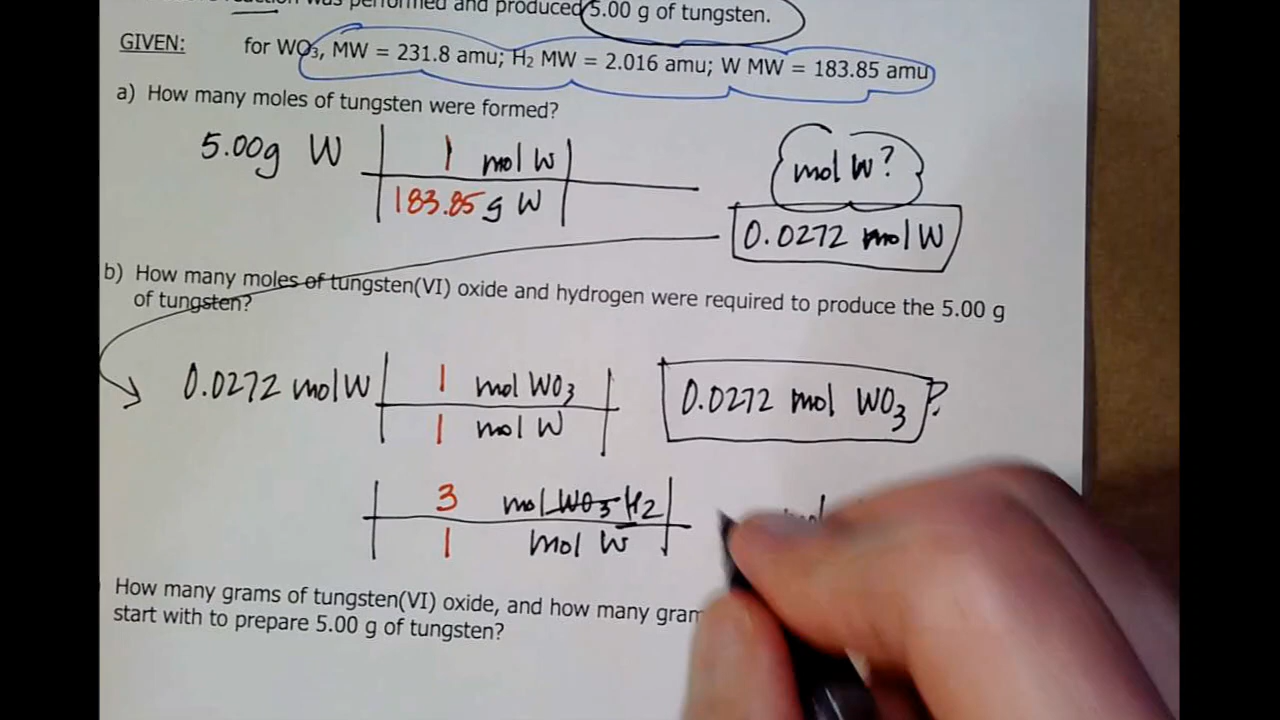 was performed and produced 5.00 g of tungsten.
GIVEN: for WO3, MW = 231.8 amu; H2 MW = 2.016 amu; W MW = 183.85 amu
a) How many moles of tungsten were formed?
5.00g W 1 mol W
183.85 g W
mol W?
0.0272 mol W
b) How many moles of tungsten(VI) oxide and hydrogen were required to produce the 5.00 g
of tungsten?
0.0272 mol W 1 mol WO3 0.0272 mol WO3 ?
1 mol W
3 mol WO3 H2
1 mol W
How many grams of tungsten(VI) oxide, and how many gram
start with to prepare 5.00 g of tungsten?